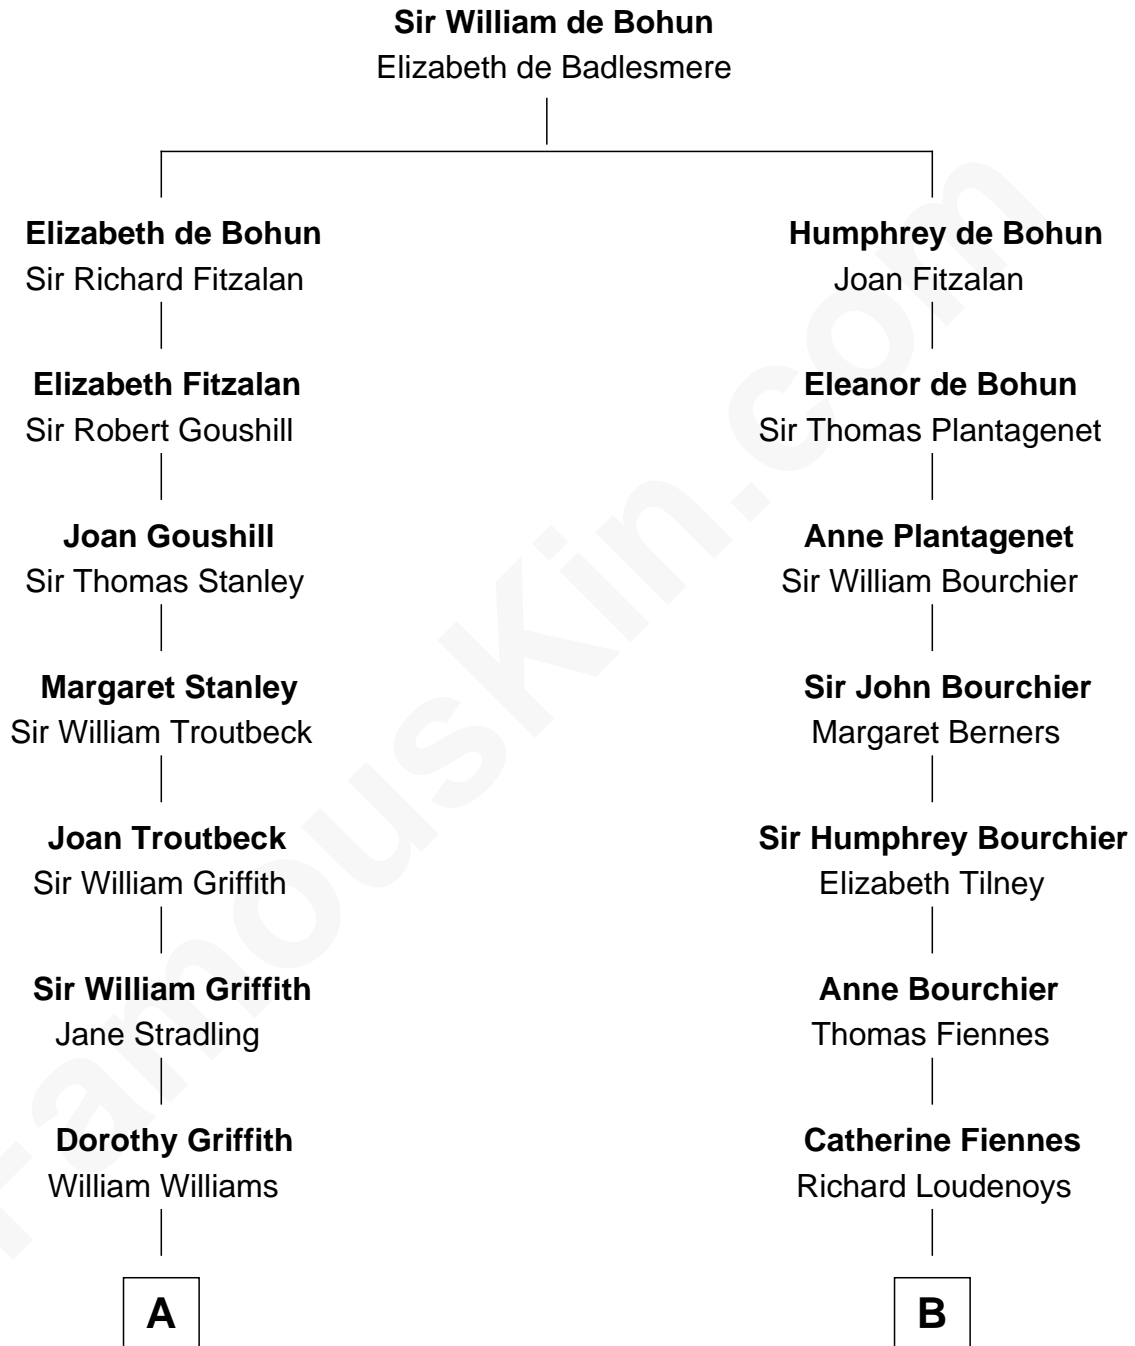 Sir William de Bohun
Elizabeth de Badlesmere
Elizabeth de Bohun
Sir Richard Fitzalan
Humphrey de Bohun
Joan Fitzalan
Elizabeth Fitzalan
Sir Robert Goushill
Eleanor de Bohun
Sir Thomas Plantagenet
Joan Goushill
Sir Thomas Stanley
Anne Plantagenet
Sir William Bourchier
Margaret Stanley
Sir William Troutbeck
Sir John Bourchier
Margaret Berners
Joan Troutbeck
Sir William Griffith
Sir Humphrey Bourchier
Elizabeth Tilney
Sir William Griffith
Jane Stradling
Anne Bourchier
Thomas Fiennes
Dorothy Griffith
William Williams
Catherine Fiennes
Richard Loudenoys
A
B
FamousKin.com